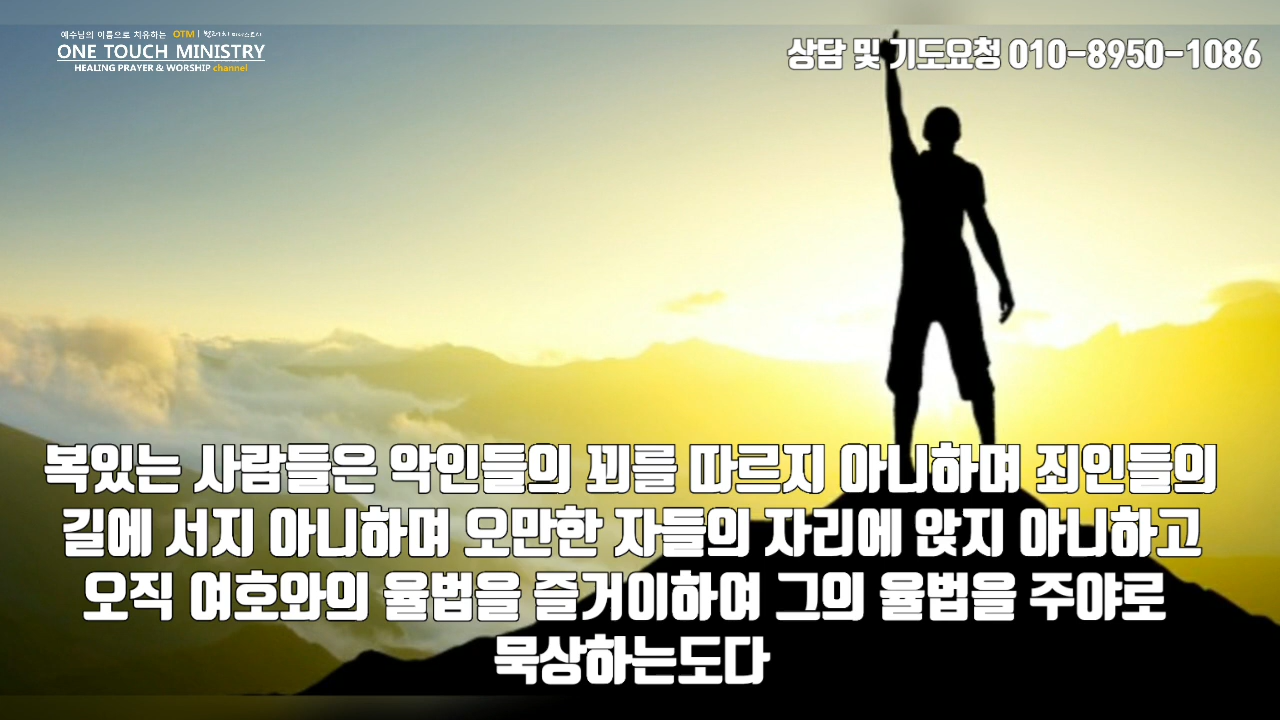 예수님의 이름으로 치유하는 OTM
ONE TOUCH MINISTRY
HEALING PRAYER & WORSHIP channel
상담 및 기도요청 010-8950-1086
복있는 사람들은 악인들의 꾀를 따르지 아니하며 죄인들의
길에 서지 아니하며 오만한 자들의 자리에 앉지 아니하고
오직 여호와의 율법을 즐거이하여 그의 율법을 주야로
묵상하는도다